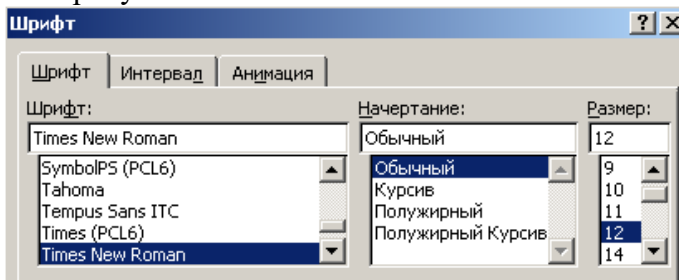 Шрифт
Шрифт Интервал Анимация
Шрифт: Начертание: Размер:
Times New Roman Обычный 12
SymbolPS (PCL6) Обычный 9
Tahoma Курсив 10
Tempus Sans ITC Полужирный 11
Times (PCL6) Полужирный Курсив 12
Times New Roman 14